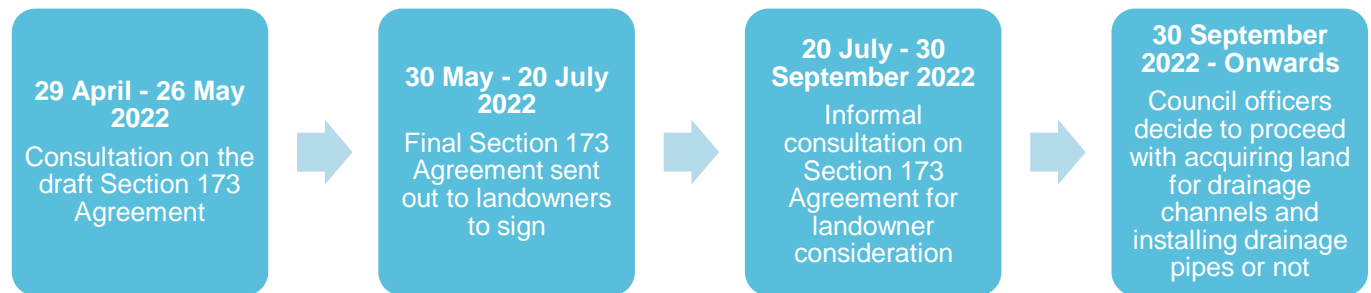 29 April - 26 May
2022
Consultation on the
draft Section 173
Agreement
30 May - 20 July
2022
Final Section 173
Agreement sent
out to landowners
to sign
20 July - 30
September 2022
Informal
consultation on
Section 173
Agreement for
landowner
consideration
30 September
2022 - Onwards
Council officers
decide to proceed
with acquiring land
for drainage
channels and
installing drainage
pipes or not